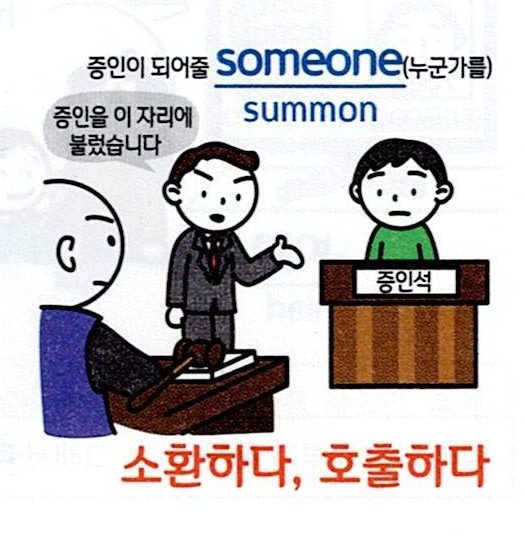 증인이 되어줄 someone(누군가를)
summon
증인을 이 자리에
불렀습니다
증인석
소환하다, 호출하다